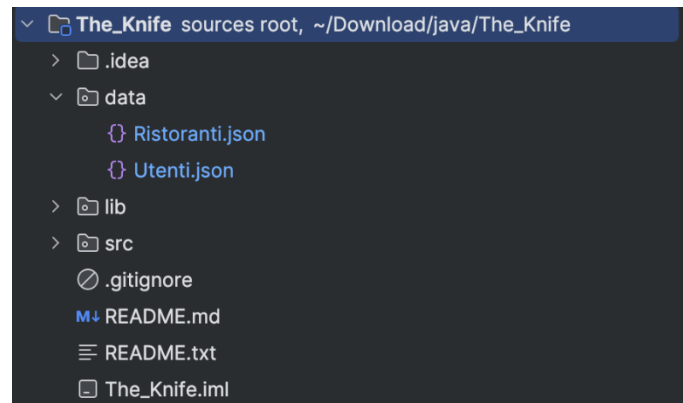 The_Knife sources root, ~/Download/java/The_Knife
.idea
data
{} Ristoranti.json
{} Utenti.json
lib
src
.gitignore
M↓ README.md
README.txt
The_Knife.iml